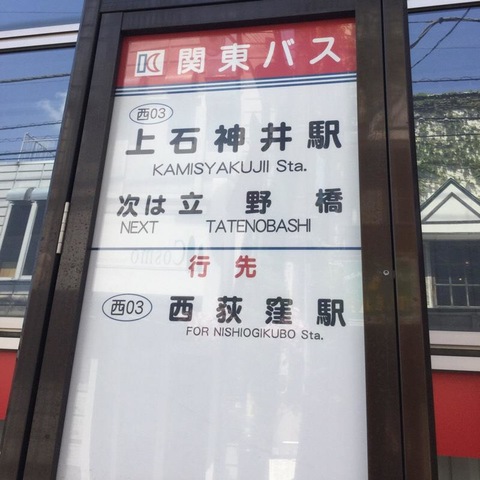 K 関東バス
西03
上石神井駅
KAMISYAKUJII Sta.
次は 立野橋
NEXT TATENOBASHI
行先
西03 西荻窪駅
FOR NISHIOGIKUBO Sta.
Cosmo